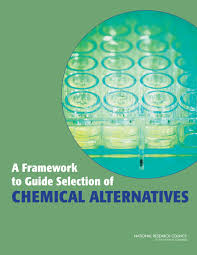 A Framework
to Guide Selection of
CHEMICAL ALTERNATIVES
NATIONAL RESEARCH COUNCIL